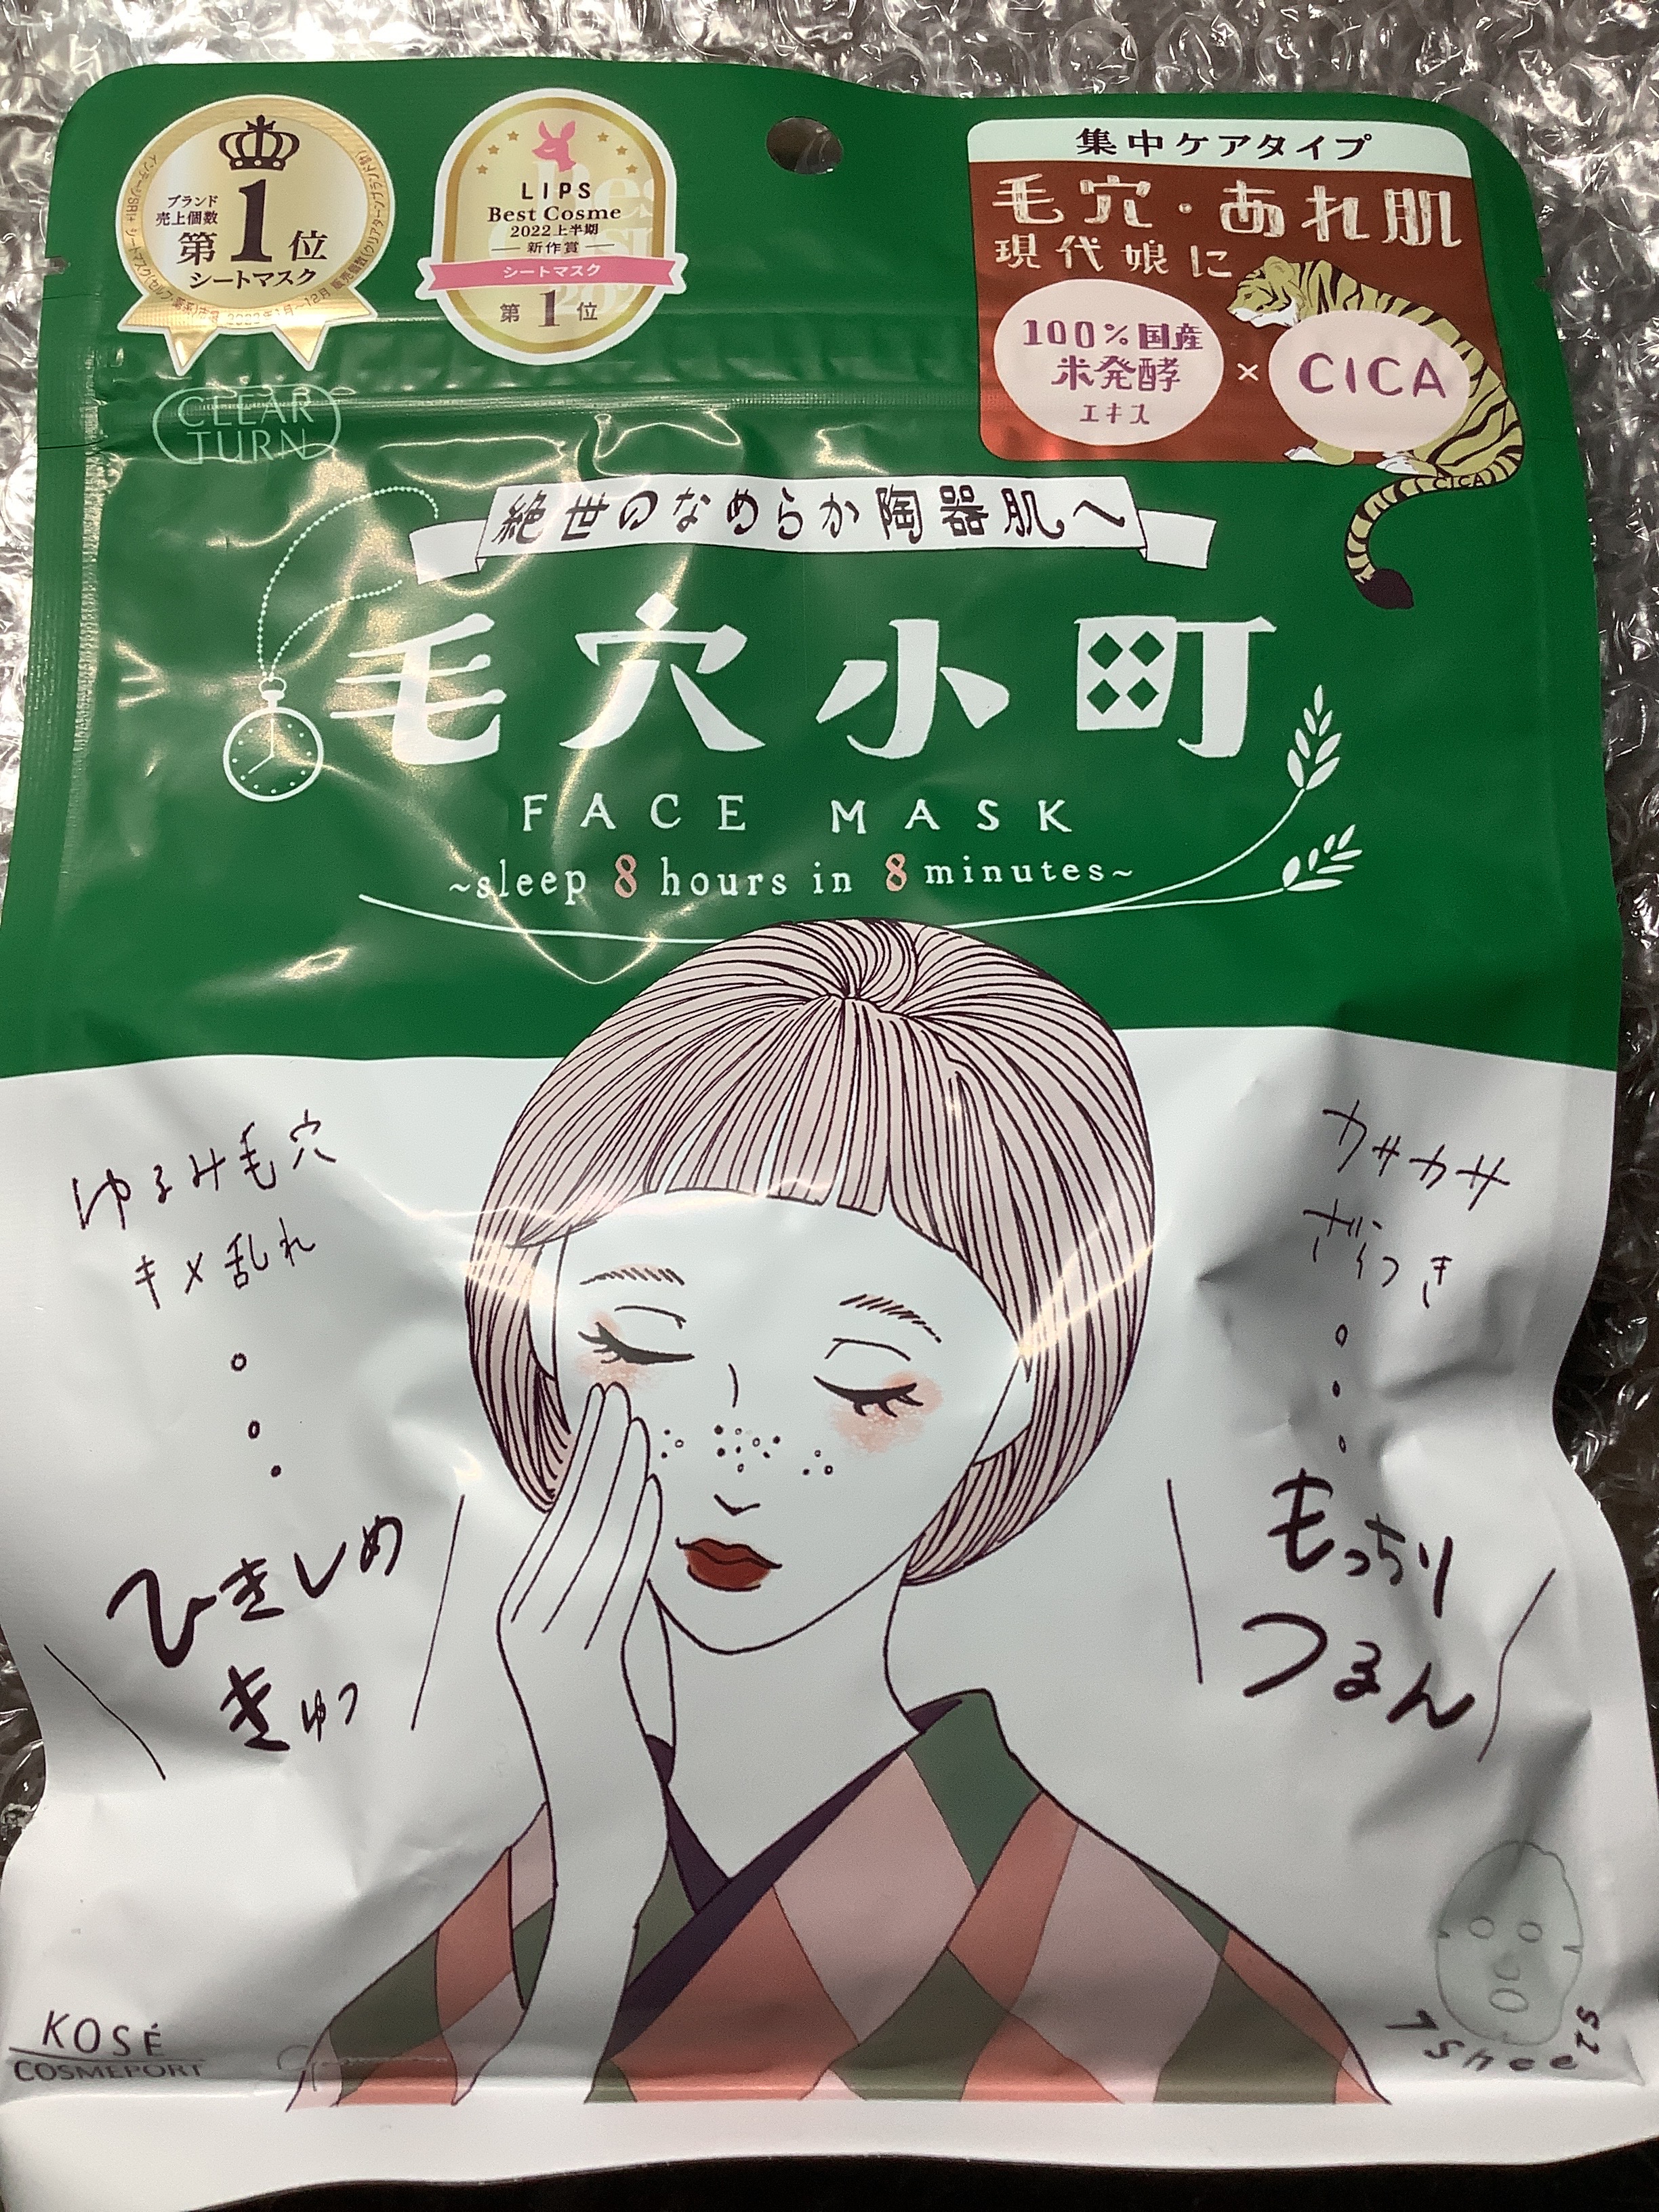 ブランド
売上個数
第1位
シートマスク
LIPS
Best Cosme
2022上半期
新作賞
シートマスク
第1位
集中ケアタイプ
毛穴・あれ肌
現代娘に
100%国産
米発酵
エキス
×
CICA
CICA
CLEAR
TURN
絶世のなめらか陶器肌へ
毛穴小町
FACE MASK
~sleep 8 hours in 8 minutes~
ゆるみ毛穴
キメ乱れ
ひきしめ
きゅっ
カサカサ
ざらつき
もっちり
つるん
KOSÉ
COSMEPORT
7 sheets